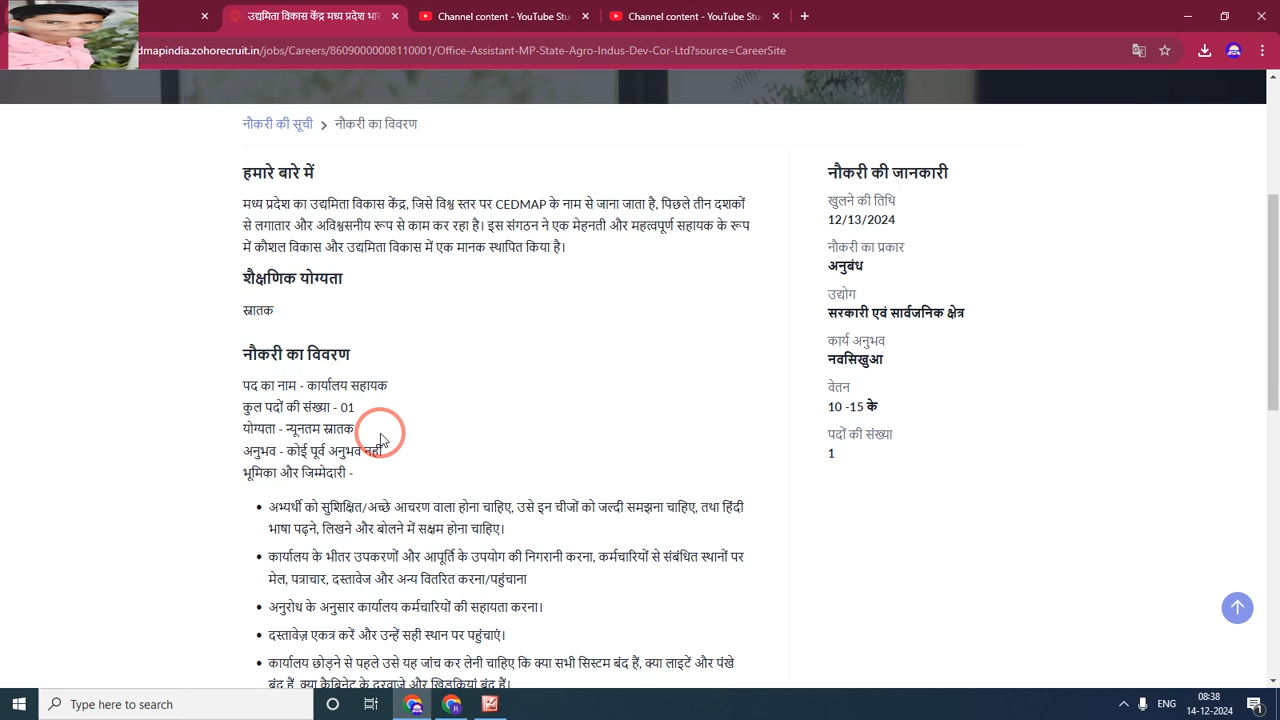 उद्यमिता विकास केंद्र मध्य प्रदेश भार
Channel content - YouTube Stu
Channel content - YouTube Stu
dmapindia.zohorecruit.in/jobs/Careers/86090000008110001/Office-Assistant-MP-State-Agro-Indus-Dev-Cor-Ltd?source=CareerSite
नौकरी की सूची > नौकरी का विवरण
हमारे बारे में
मध्य प्रदेश का उद्यमिता विकास केंद्र, जिसे विश्व स्तर पर CEDMAP के नाम से जाना जाता है, पिछले तीन दशकों
से लगातार और अविश्वसनीय रूप से काम कर रहा है। इस संगठन ने एक मेहनती और महत्वपूर्ण सहायक के रूप
में कौशल विकास और उद्यमिता विकास में एक मानक स्थापित किया है।
शैक्षणिक योग्यता
स्नातक
नौकरी का विवरण
पद का नाम - कार्यालय सहायक
कुल पदों की संख्या - 01
योग्यता - न्यूनतम स्नातक
अनुभव - कोई पूर्व अनुभव नहीं
भूमिका और जिम्मेदारी -
• अभ्यर्थी को सुशिक्षित/अच्छे आचरण वाला होना चाहिए, उसे इन चीजों को जल्दी समझना चाहिए, तथा हिंदी
भाषा पढ़ने, लिखने और बोलने में सक्षम होना चाहिए।
• कार्यालय के भीतर उपकरणों और आपूर्ति के उपयोग की निगरानी करना, कर्मचारियों से संबंधित स्थानों पर
मेल, पत्राचार, दस्तावेज और अन्य वितरित करना/पहुंचाना
• अनुरोध के अनुसार कार्यालय कर्मचारियों की सहायता करना।
• दस्तावेज़ एकत्र करें और उन्हें सही स्थान पर पहुंचाएं।
• कार्यालय छोड़ने से पहले उसे यह जांच कर लेनी चाहिए कि क्या सभी सिस्टम बंद हैं, क्या लाइटें और पंखे
बंद हैं, क्या कैबिनेट के दरवाजे और खिड़कियां बंद हैं।
नौकरी की जानकारी
खुलने की तिथि
12/13/2024
नौकरी का प्रकार
अनुबंध
उद्योग
सरकारी एवं सार्वजनिक क्षेत्र
कार्य अनुभव
नवसिखुआ
वेतन
10 -15 के
पदों की संख्या
1
Type here to search
ENG
08:38
14-12-2024